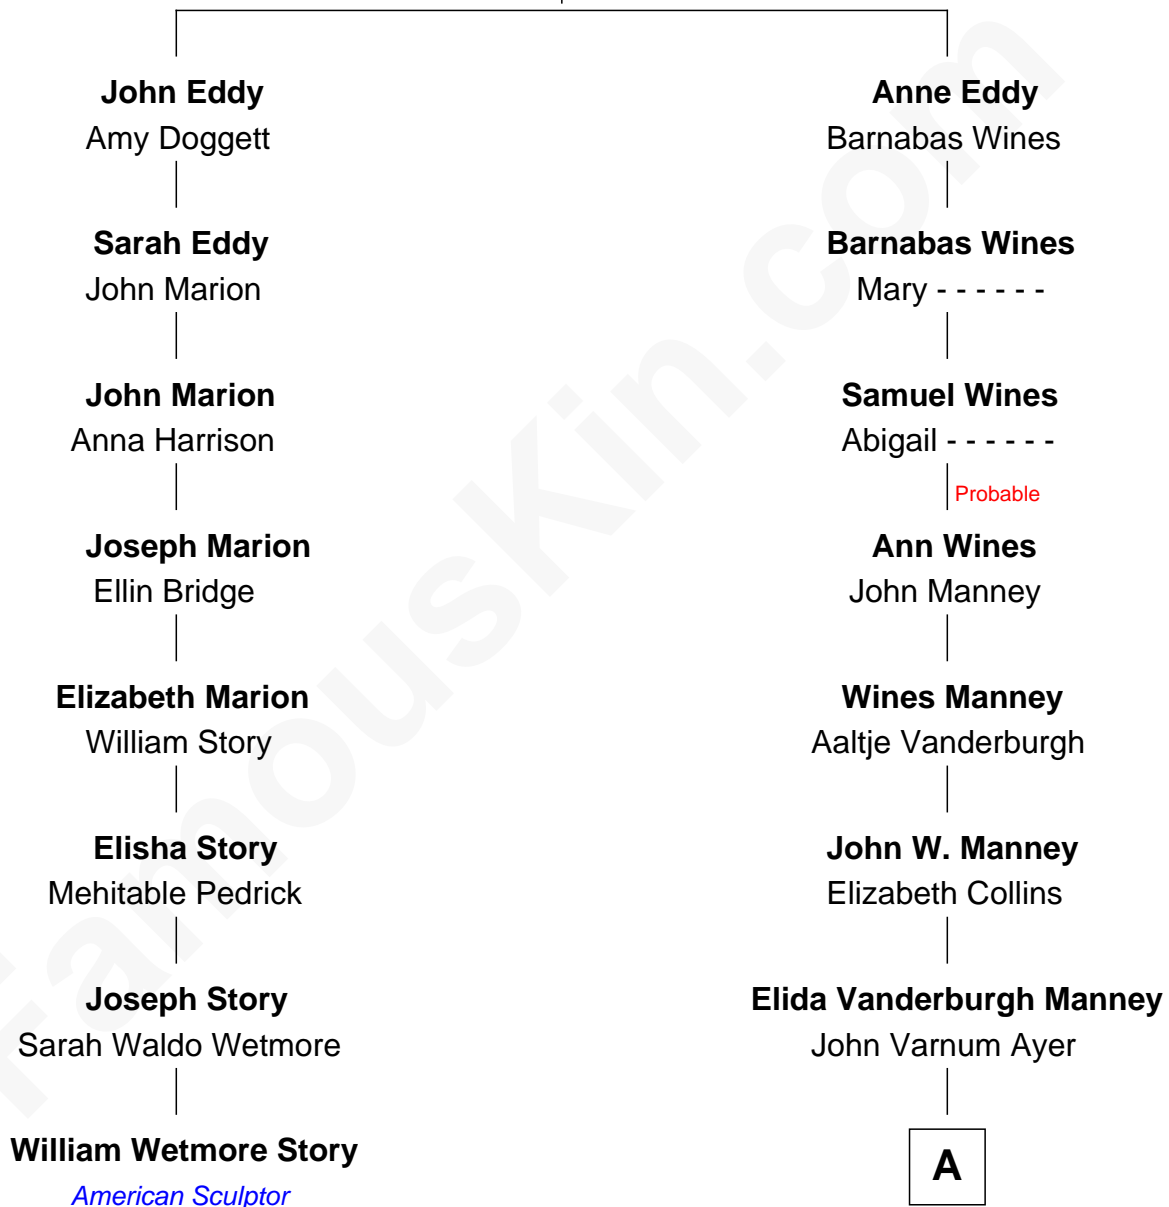 John Eddy
Amy Doggett
Sarah Eddy
John Marion
John Marion
Anna Harrison
Joseph Marion
Ellin Bridge
Elizabeth Marion
William Story
Elisha Story
Mehitable Pedrick
Joseph Story
Sarah Waldo Wetmore
William Wetmore Story
American Sculptor
Anne Eddy
Barnabas Wines
Barnabas Wines
Mary - - - - - -
Samuel Wines
Abigail - - - - - -
Probable
Ann Wines
John Manney
Wines Manney
Aaltje Vanderburgh
John W. Manney
Elizabeth Collins
Elida Vanderburgh Manney
John Varnum Ayer
A
FamousKin.com